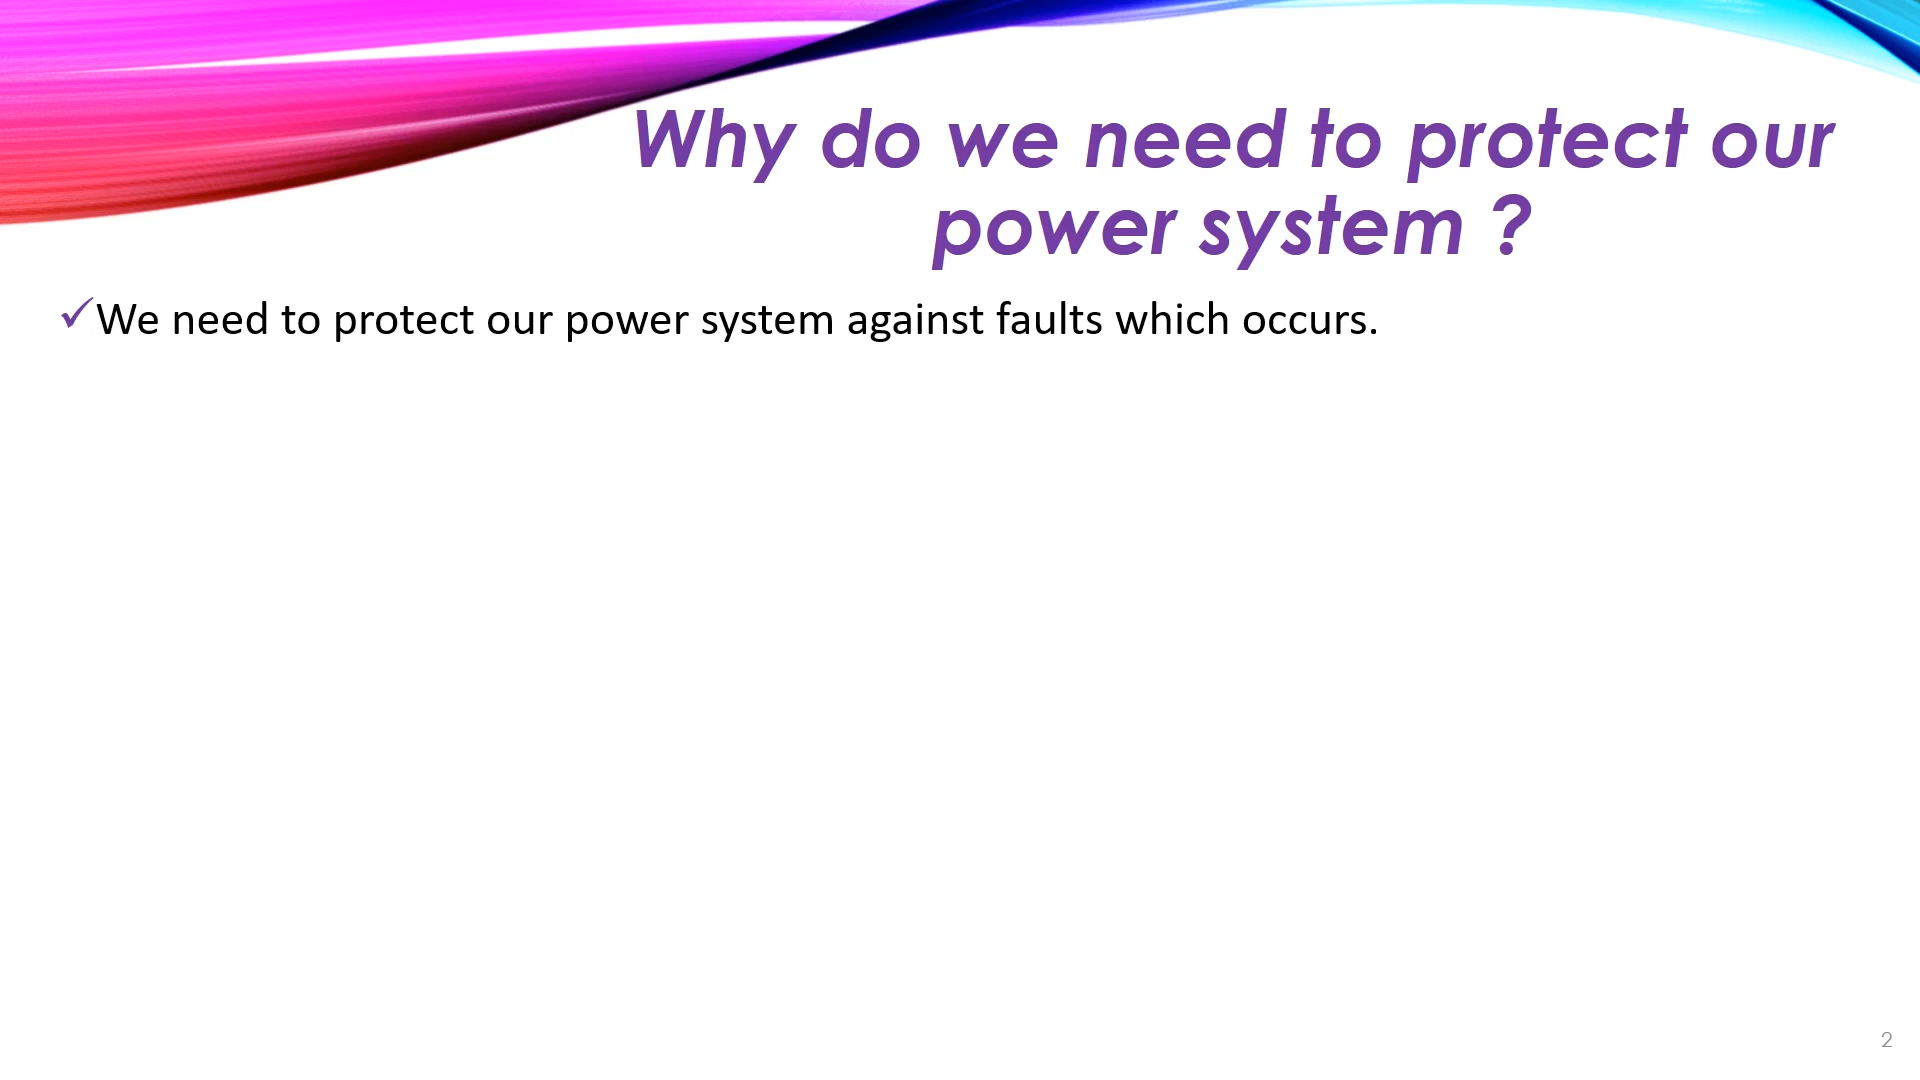 Why do we need to protect our
power system ?
✓We need to protect our power system against faults which occurs.
2